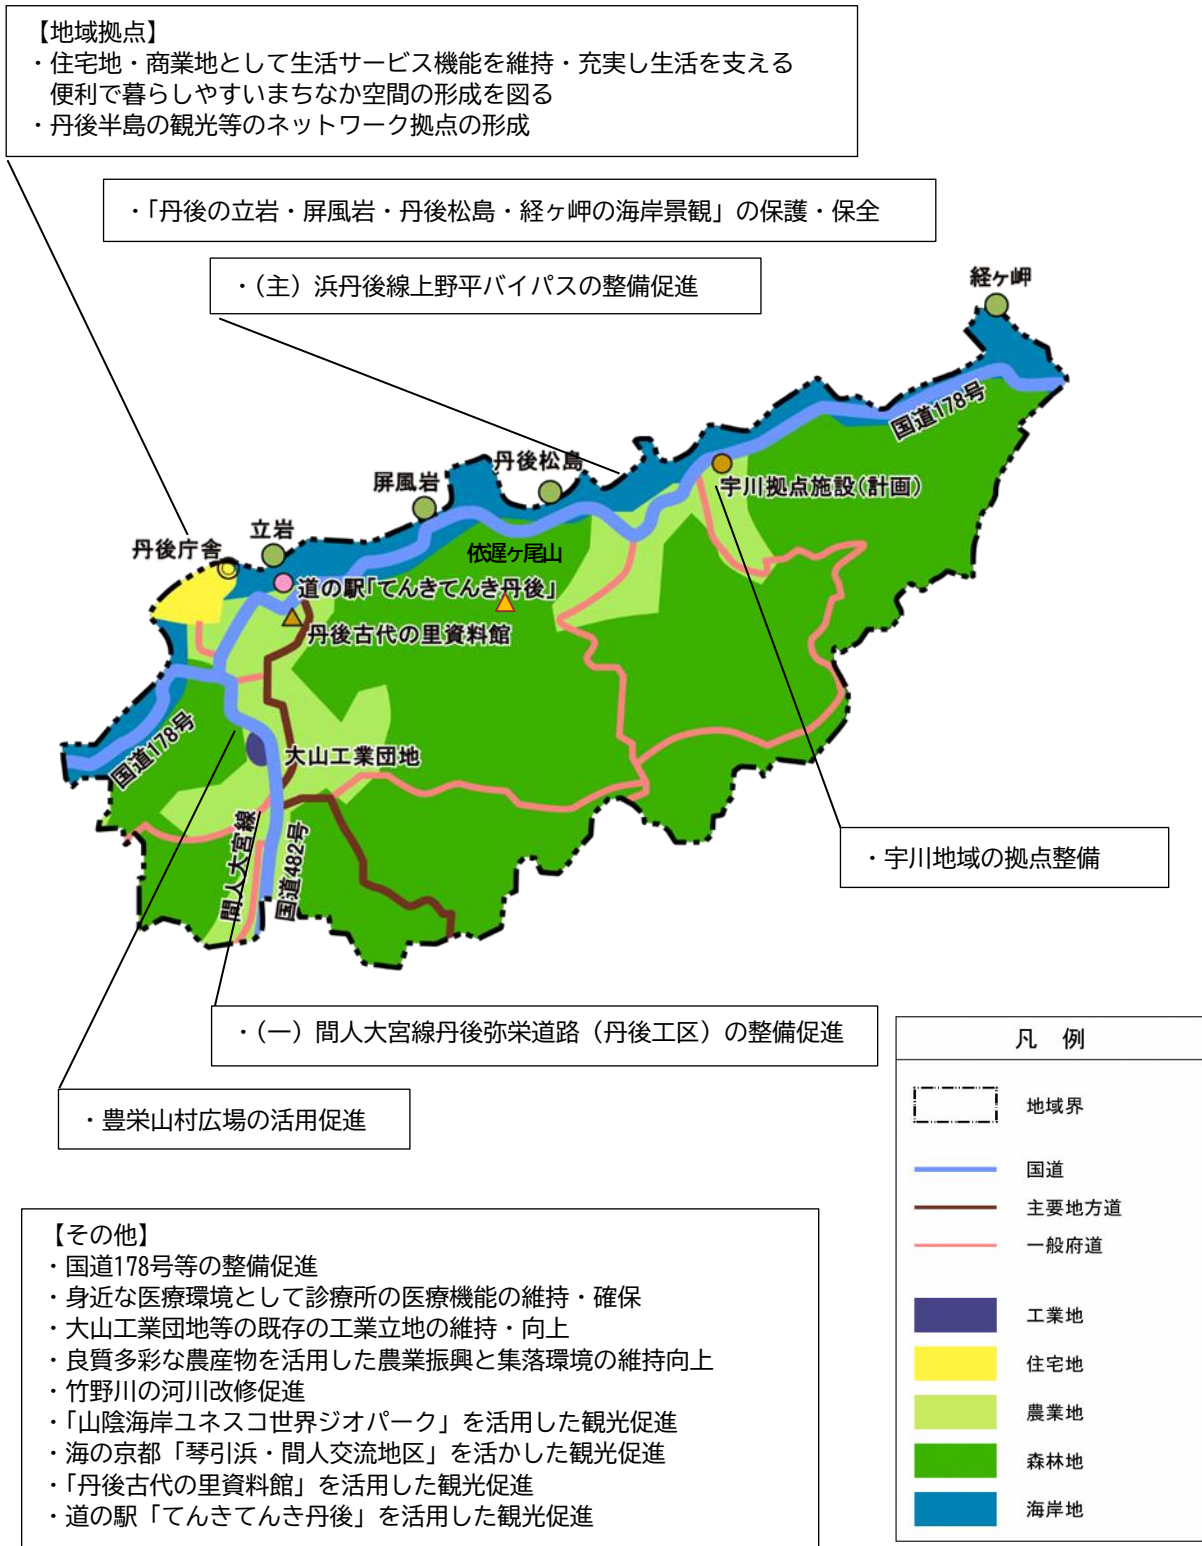 【地域拠点】
・住宅地・商業地として生活サービス機能を維持・充実し生活を支える
便利で暮らしやすいまちなか空間の形成を図る
・丹後半島の観光等のネットワーク拠点の形成
・「丹後の立岩・屏風岩・丹後松島・経ヶ岬の海岸景観」の保護・保全
・（主）浜丹後線上野平バイパスの整備促進
経ヶ岬
国道178号
丹後松島
屏風岩
宇川拠点施設(計画)
立岩
丹後庁舎
依遅ヶ尾山
道の駅「てんきてんき丹後」
丹後古代の里資料館
国道178号
大山工業団地
間人大宮線
国道482号
・宇川地域の拠点整備
・（一）間人大宮線丹後弥栄道路（丹後工区）の整備促進
・豊栄山村広場の活用促進
凡 例
地域界
国道
主要地方道
一般府道
工業地
住宅地
農業地
森林地
海岸地
【その他】
・国道178号等の整備促進
・身近な医療環境として診療所の医療機能の維持・確保
・大山工業団地等の既存の工業立地の維持・向上
・良質多彩な農産物を活用した農業振興と集落環境の維持向上
・竹野川の河川改修促進
・「山陰海岸ユネスコ世界ジオパーク」を活用した観光促進
・海の京都「琴引浜・間人交流地区」を活かした観光促進
・「丹後古代の里資料館」を活用した観光促進
・道の駅「てんきてんき丹後」を活用した観光促進